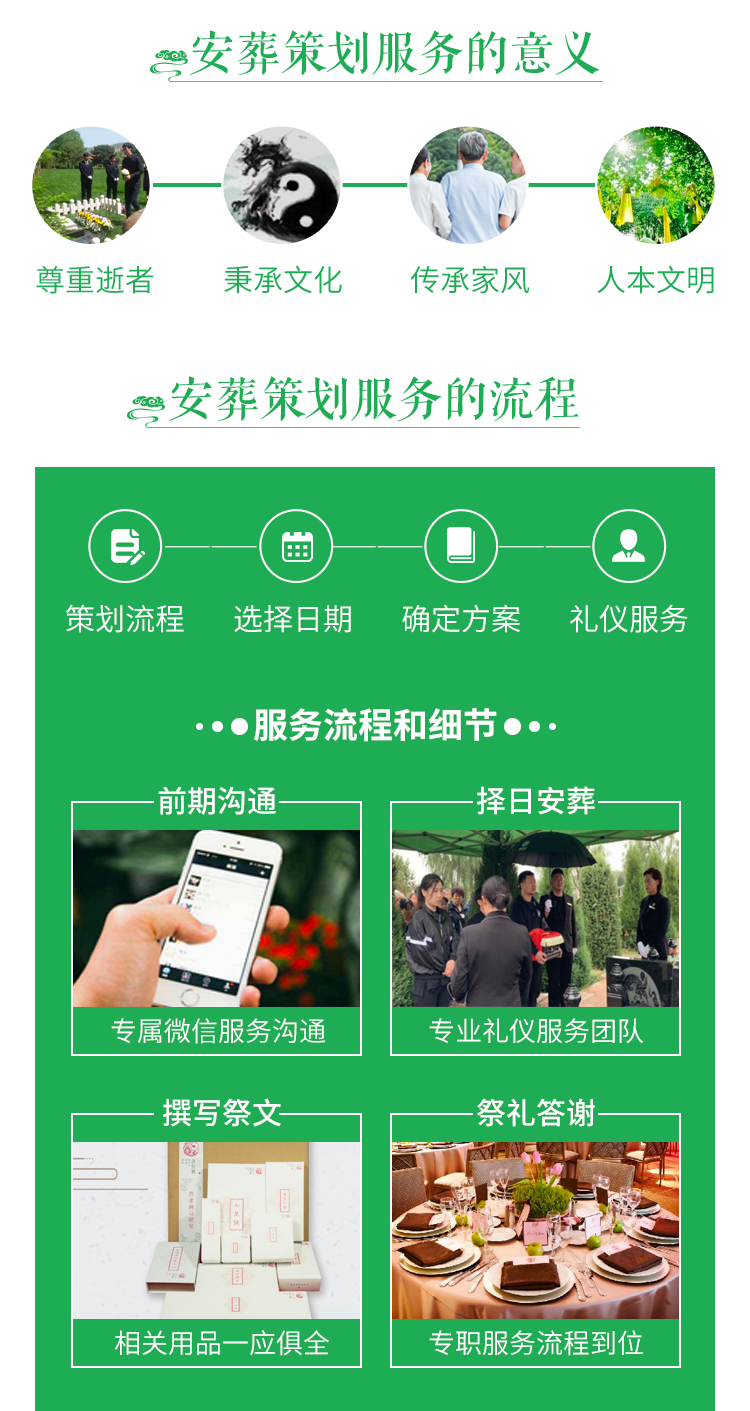 安葬策划服务的意义
尊重逝者 秉承文化 传承家风 人本文明
安葬策划服务的流程
策划流程 选择日期 确定方案 礼仪服务
服务流程和细节
前期沟通 择日安葬
专属微信服务沟通 专业礼仪服务团队
撰写祭文 祭礼答谢
相关用品一应俱全 专职服务流程到位